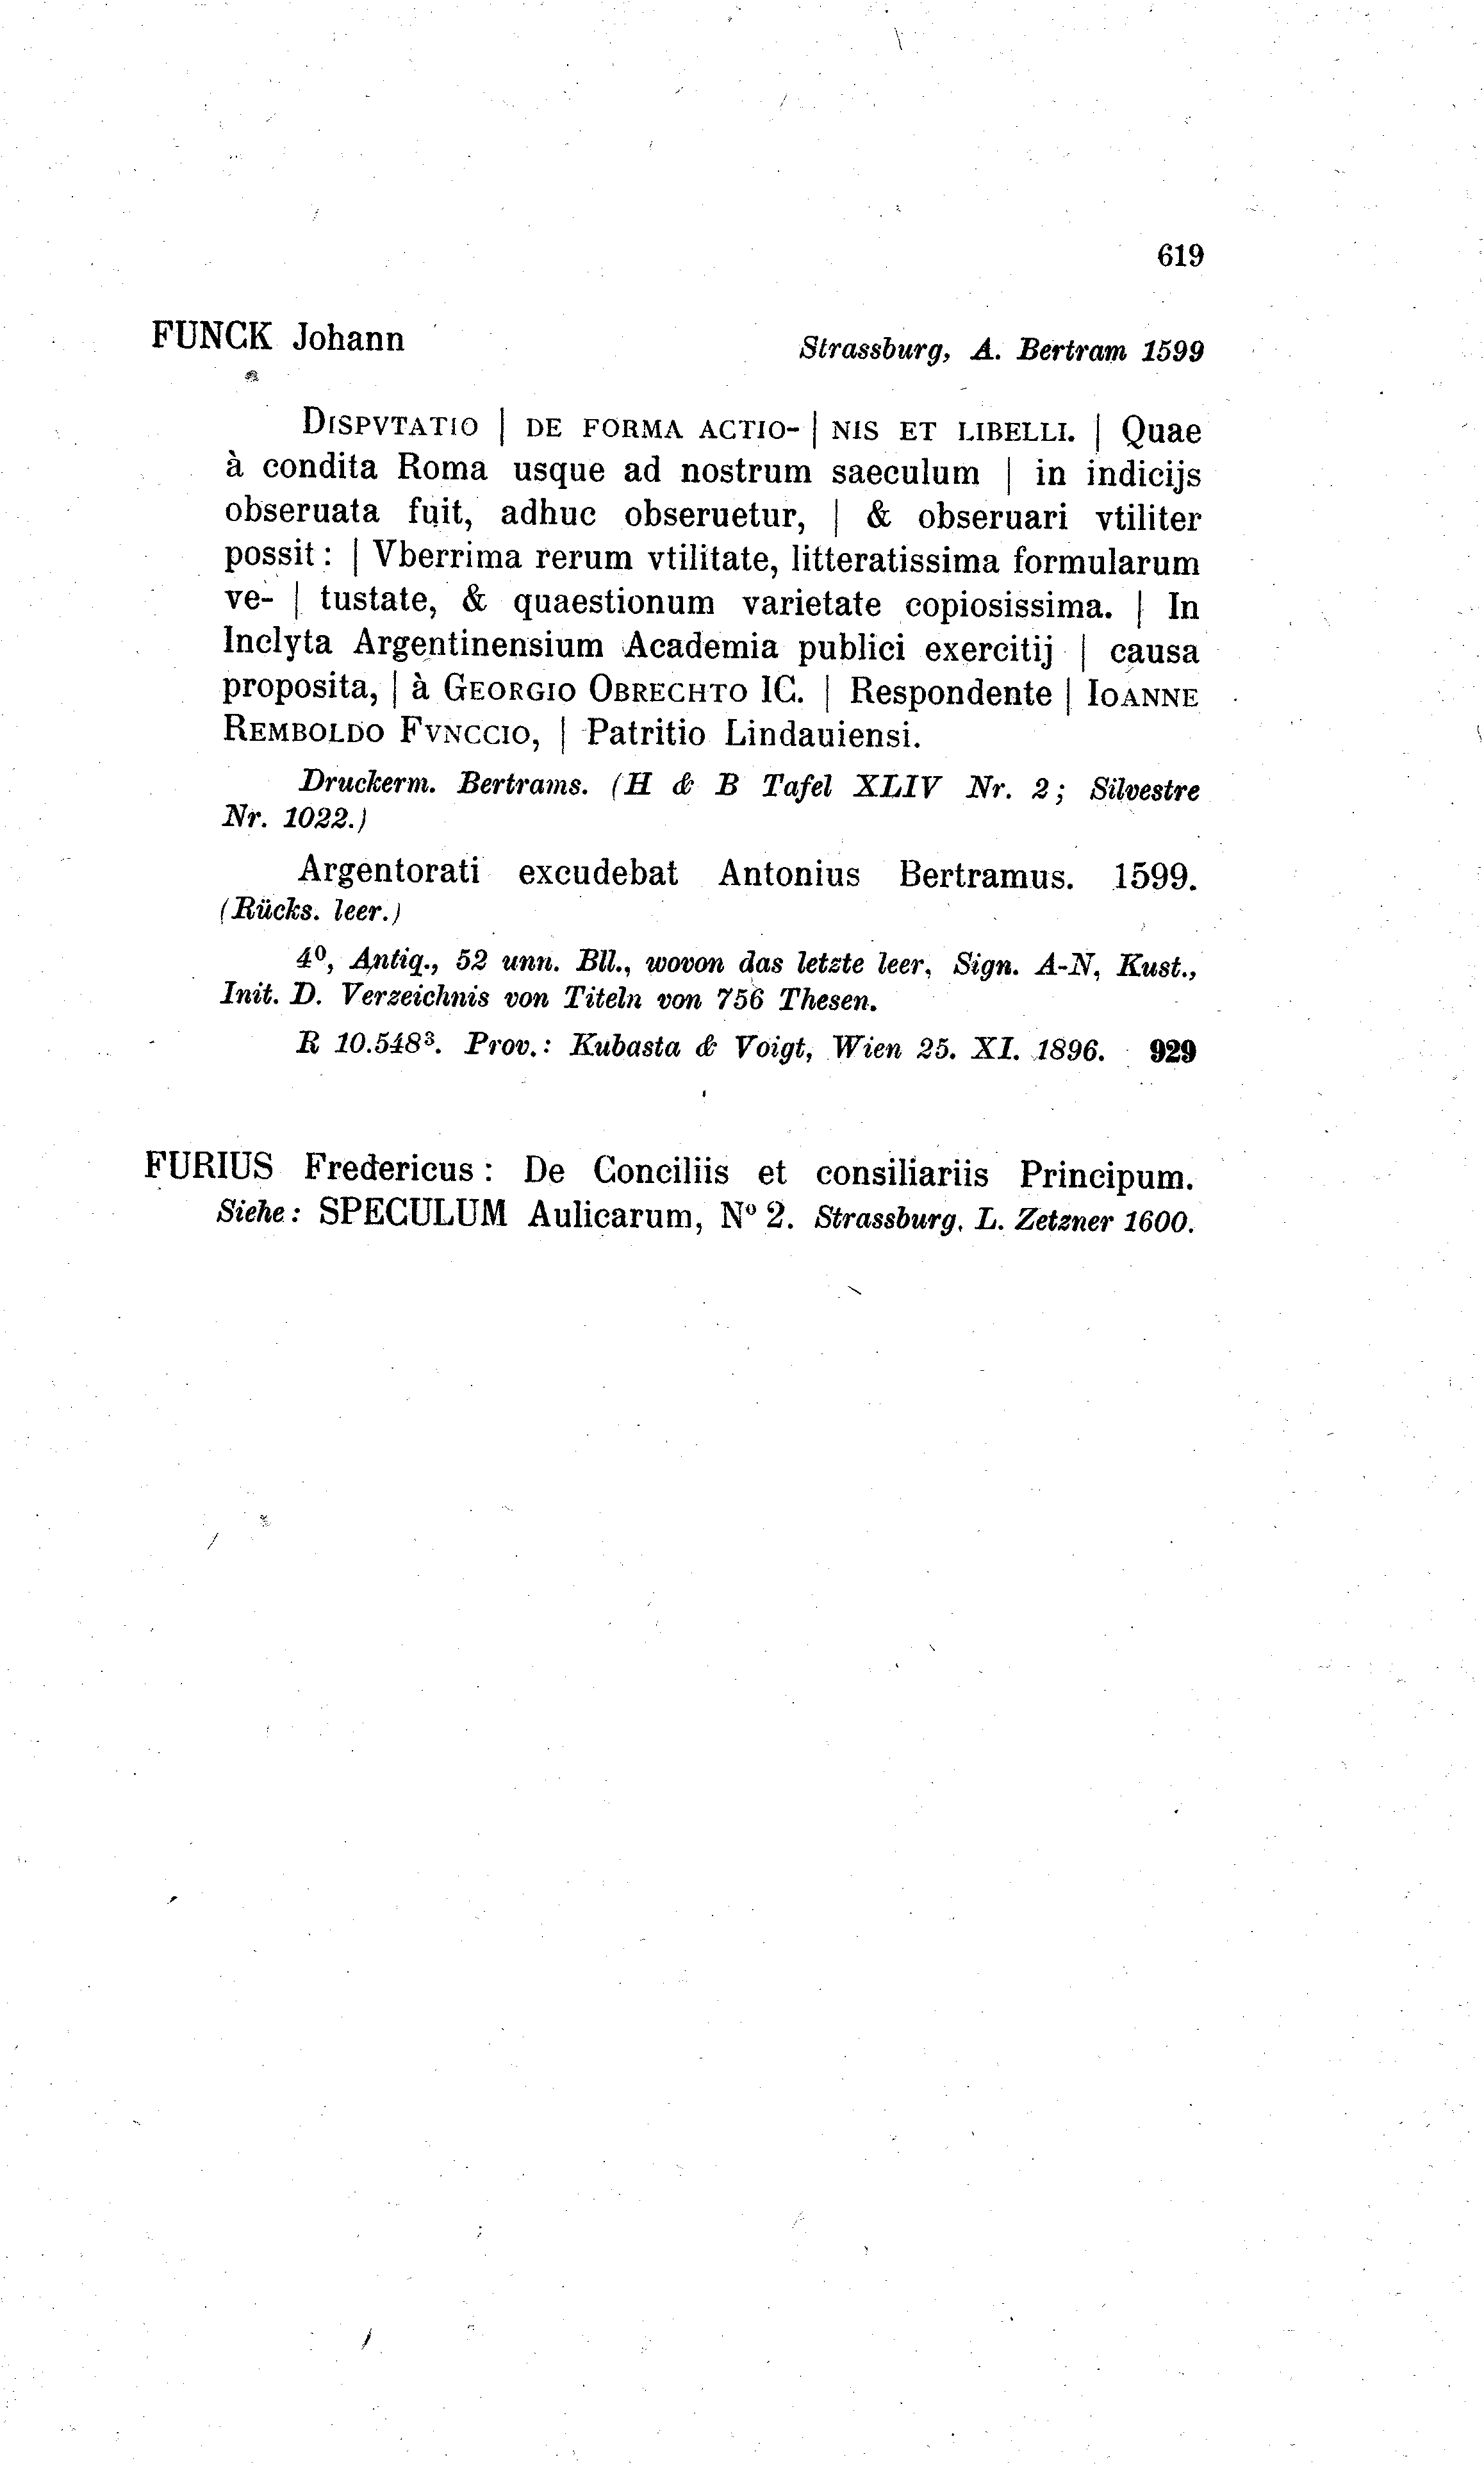 619
FUNCK Johann
Strassburg, A. Bertram 1599
DISPVTATIO | DE FORMA ACTIO- | NIS ET LIBELLI. | Quae
à condita Roma usque ad nostrum saeculum | in indicijs
obseruata fuit, adhuc obseruetur, | & obseruari vtiliter
possit : | Vberrima rerum vtilitate, litteratissima formularum
ve- | tustate, & quaestionum varietate copiosissima. | In
Inclyta Argentinensium Academia publici exercitij | causa
proposita, | à GEORGIO OBRECHTO IC. | Respondente | IOANNE
REMBOLDO FVNCCIO, | Patritio Lindauiensi.
Druckerm. Bertrams. (H & B Tafel XLIV Nr. 2; Silvestre
Nr. 1022.)
Argentorati excudebat Antonius Bertramus. 1599.
(Rücks. leer.)
4⁰, Antiq., 52 unn. Bll., wovon das letzte leer, Sign. A-N, Kust.,
Init. D. Verzeichnis von Titeln von 756 Thesen.
R 10.548³. Prov.: Kubasta & Voigt, Wien 25. XI. 1896. 929
FURIUS Fredericus : De Conciliis et consiliariis Principum.
Siehe : SPECULUM Aulicarum, Nº 2. Strassburg, L. Zetzner 1600.